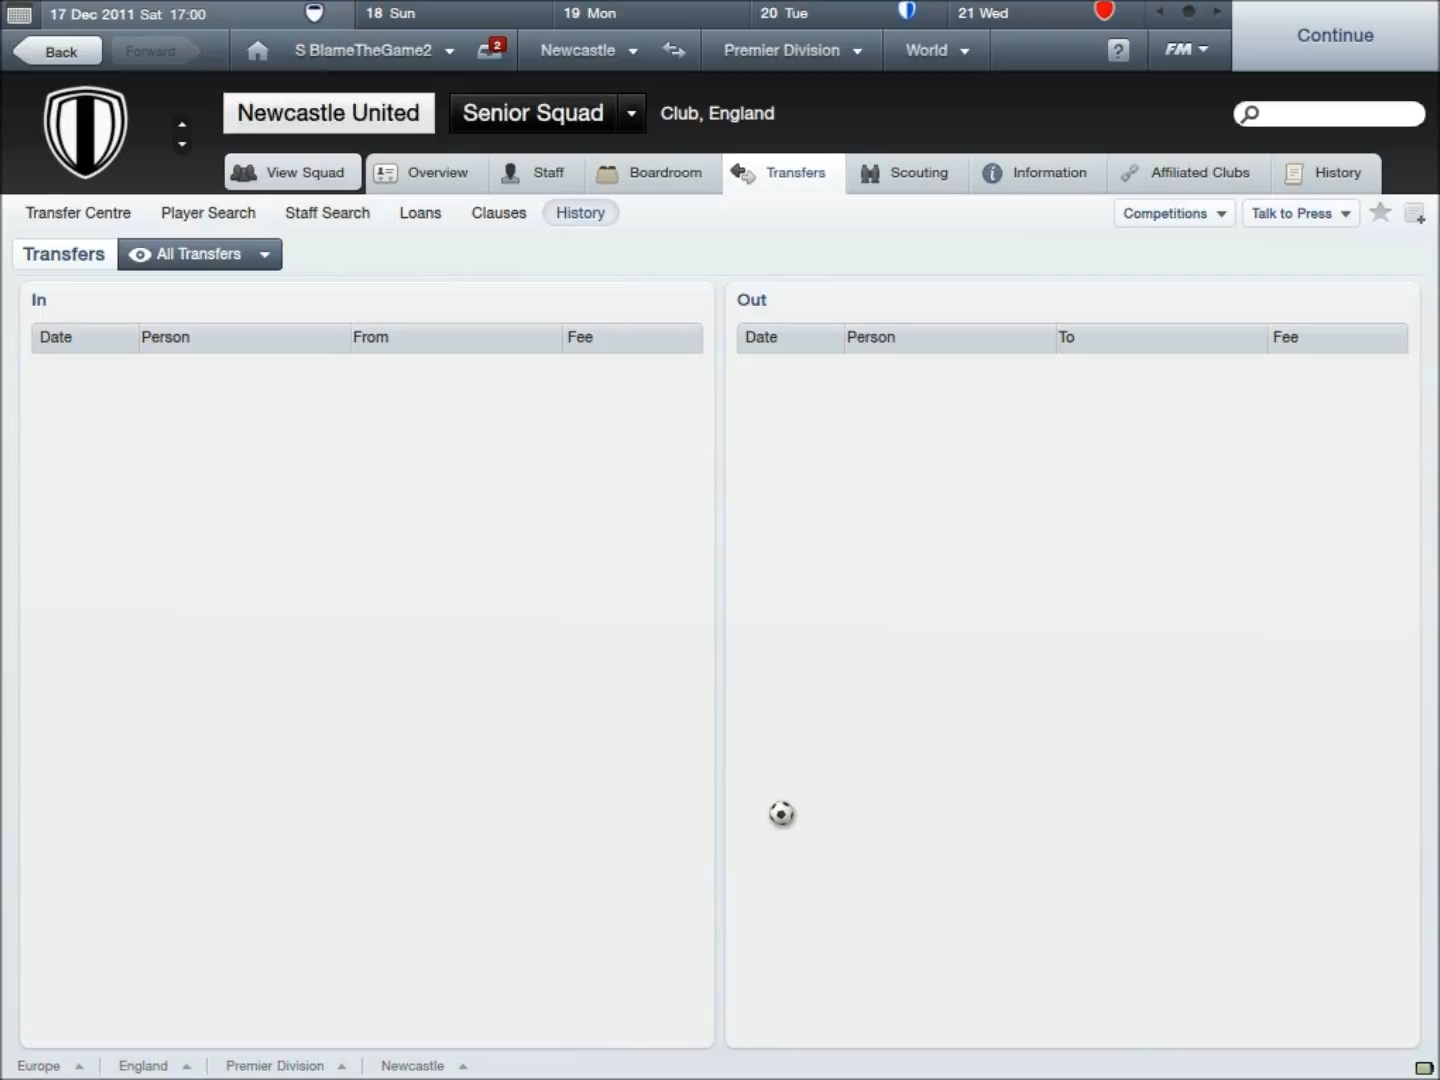 17 Dec 2011 Sat 17:00 18 Sun 19 Mon 20 Tue 21 Wed
Continue
Back Forward S BlameTheGame2 2 Newcastle Premier Division World ? FM
Newcastle United Senior Squad Club, England
View Squad Overview Staff Boardroom Transfers Scouting Information Affiliated Clubs History
Transfer Centre Player Search Staff Search Loans Clauses History Competitions Talk to Press
Transfers All Transfers
In Out
Date Person From Fee Date Person To Fee
Europe England Premier Division Newcastle